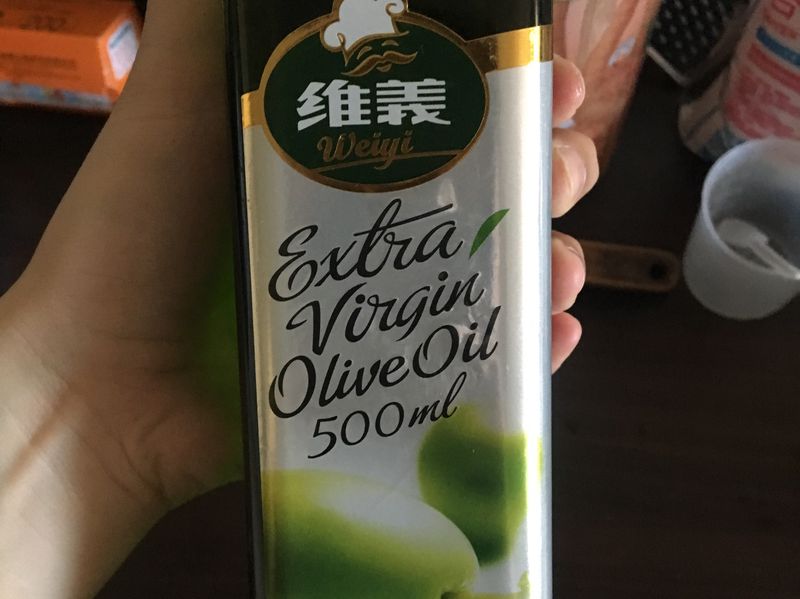 维義
Weiyi
Extra
Virgin
Olive Oil
500ml